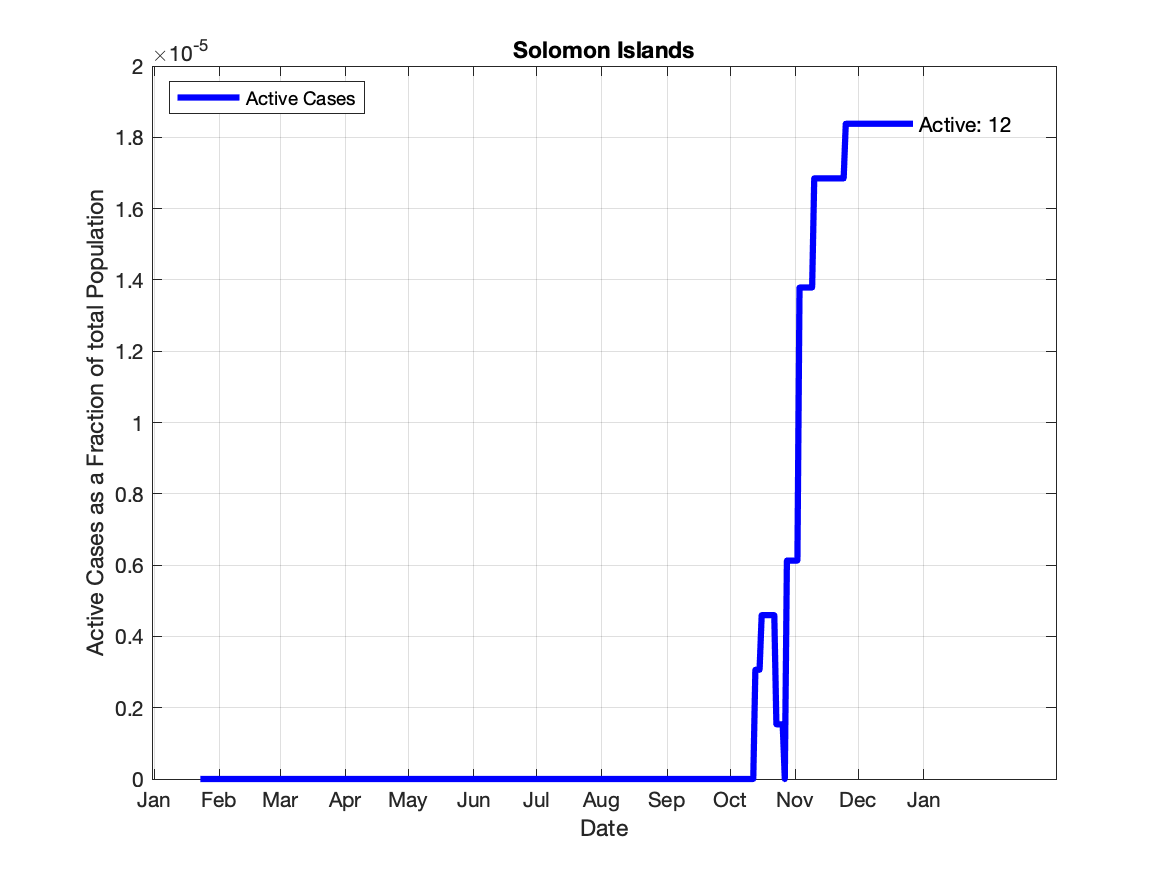 Solomon Islands
×10-5
Active Cases
Active: 12
Active Cases as a Fraction of total Population
2
1.8
1.6
1.4
1.2
1
0.8
0.6
0.4
0.2
0
Jan Feb Mar Apr May Jun Jul Aug Sep Oct Nov Dec Jan
Date